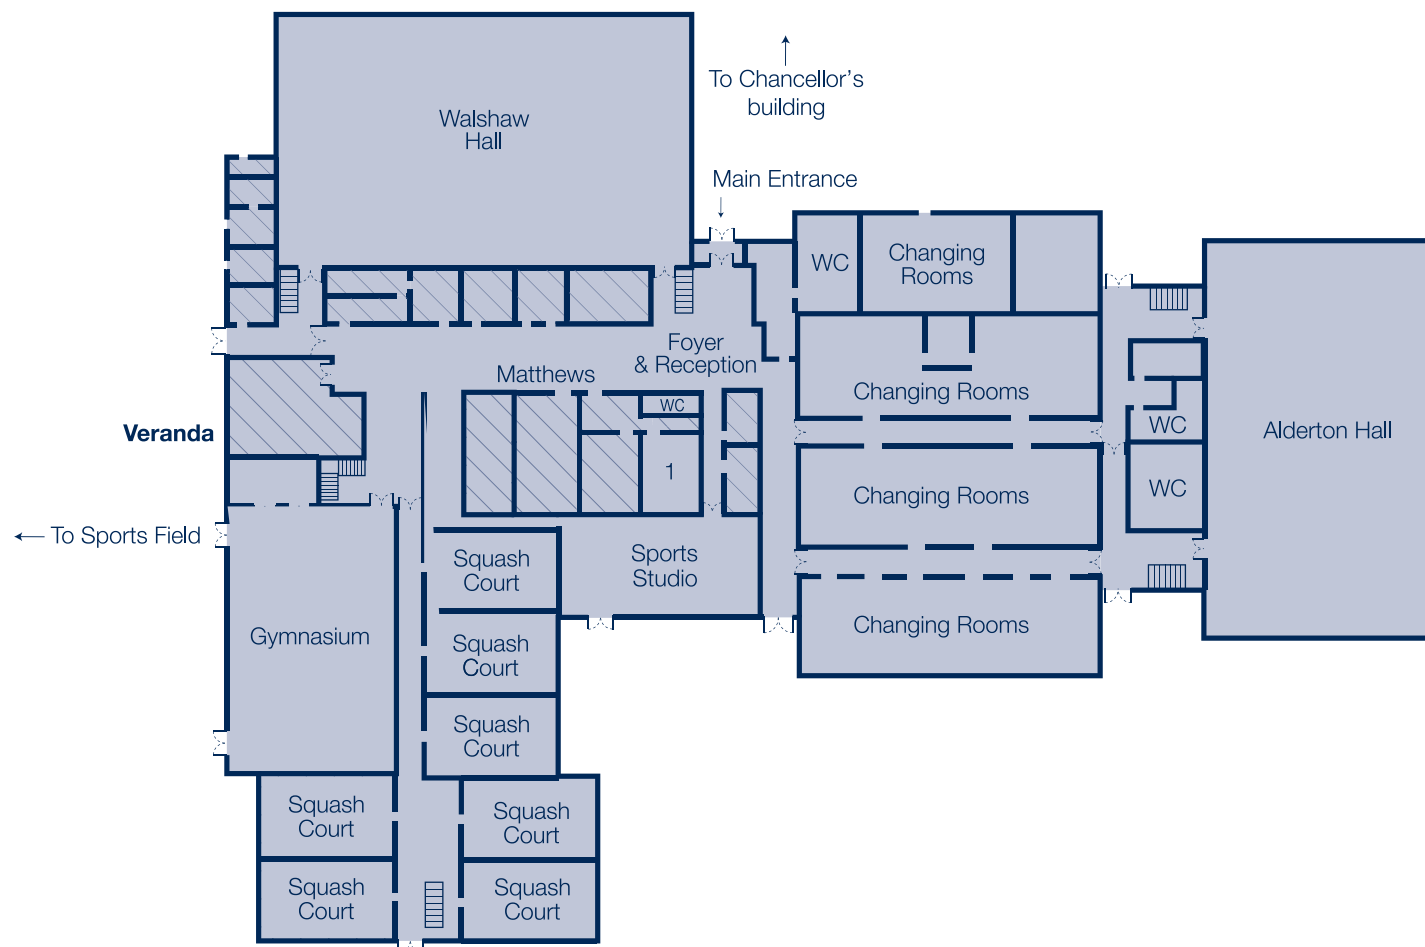 To Chancellor's
building
Walshaw
Hall
Main Entrance
WC
Changing
Rooms
Foyer
& Reception
Matthews
Changing Rooms
WC
WC
Veranda
Alderton Hall
1
WC
Changing Rooms
To Sports Field
Squash
Court
Sports
Studio
Gymnasium
Squash
Court
Changing Rooms
Squash
Court
Squash
Court
Squash
Court
Squash
Court
Squash
Court